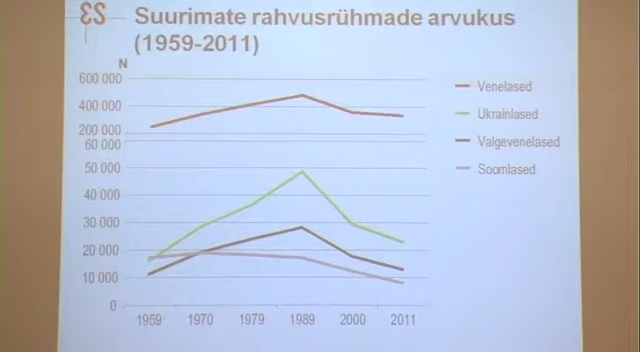 ƐS
Suurimate rahvusrühmade arvukus
(1959-2011)
N
600 000
400 000
200 000
60 000
50 000
40 000
30 000
20 000
10 000
0
1959 1970 1979 1989 2000 2011
Venelased
Ukrainlased
Valgevenelased
Soomlased